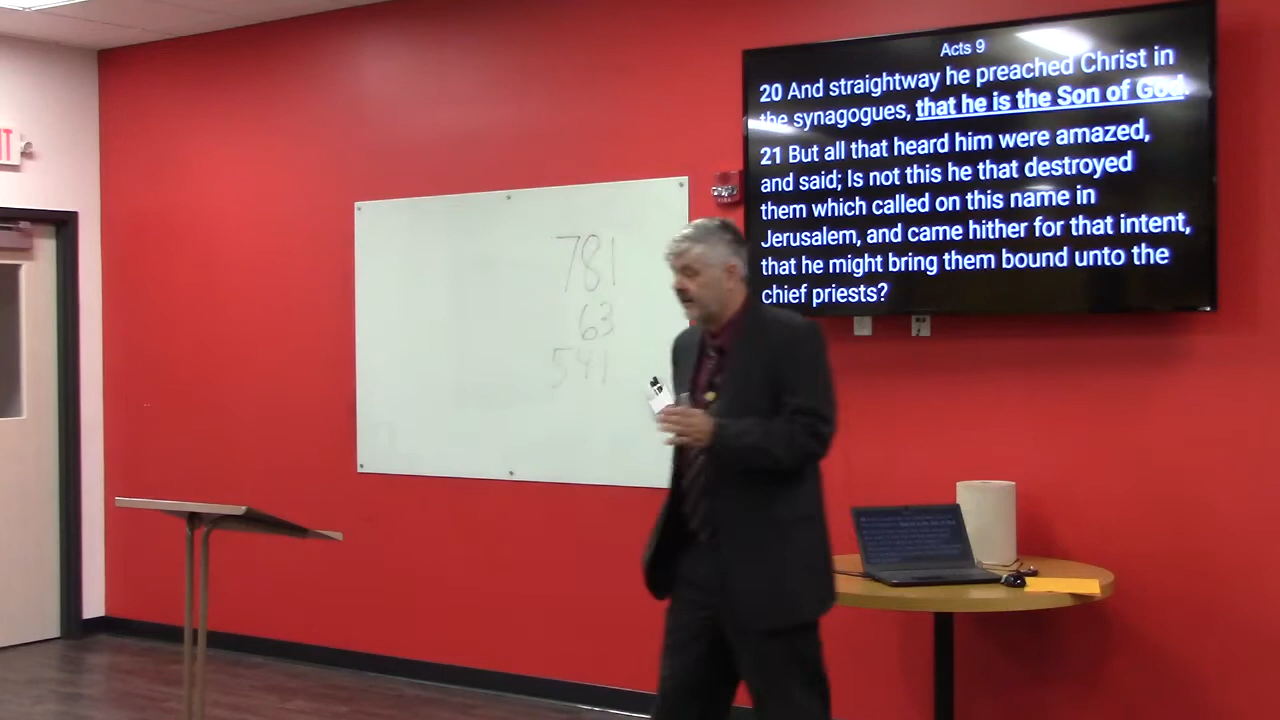 Acts 9
20 And straightway he preached Christ in
the synagogues, that he is the Son of God.
21 But all that heard him were amazed,
and said; Is not this he that destroyed
them which called on this name in
Jerusalem, and came hither for that intent,
that he might bring them bound unto the
chief priests?
781
63
541